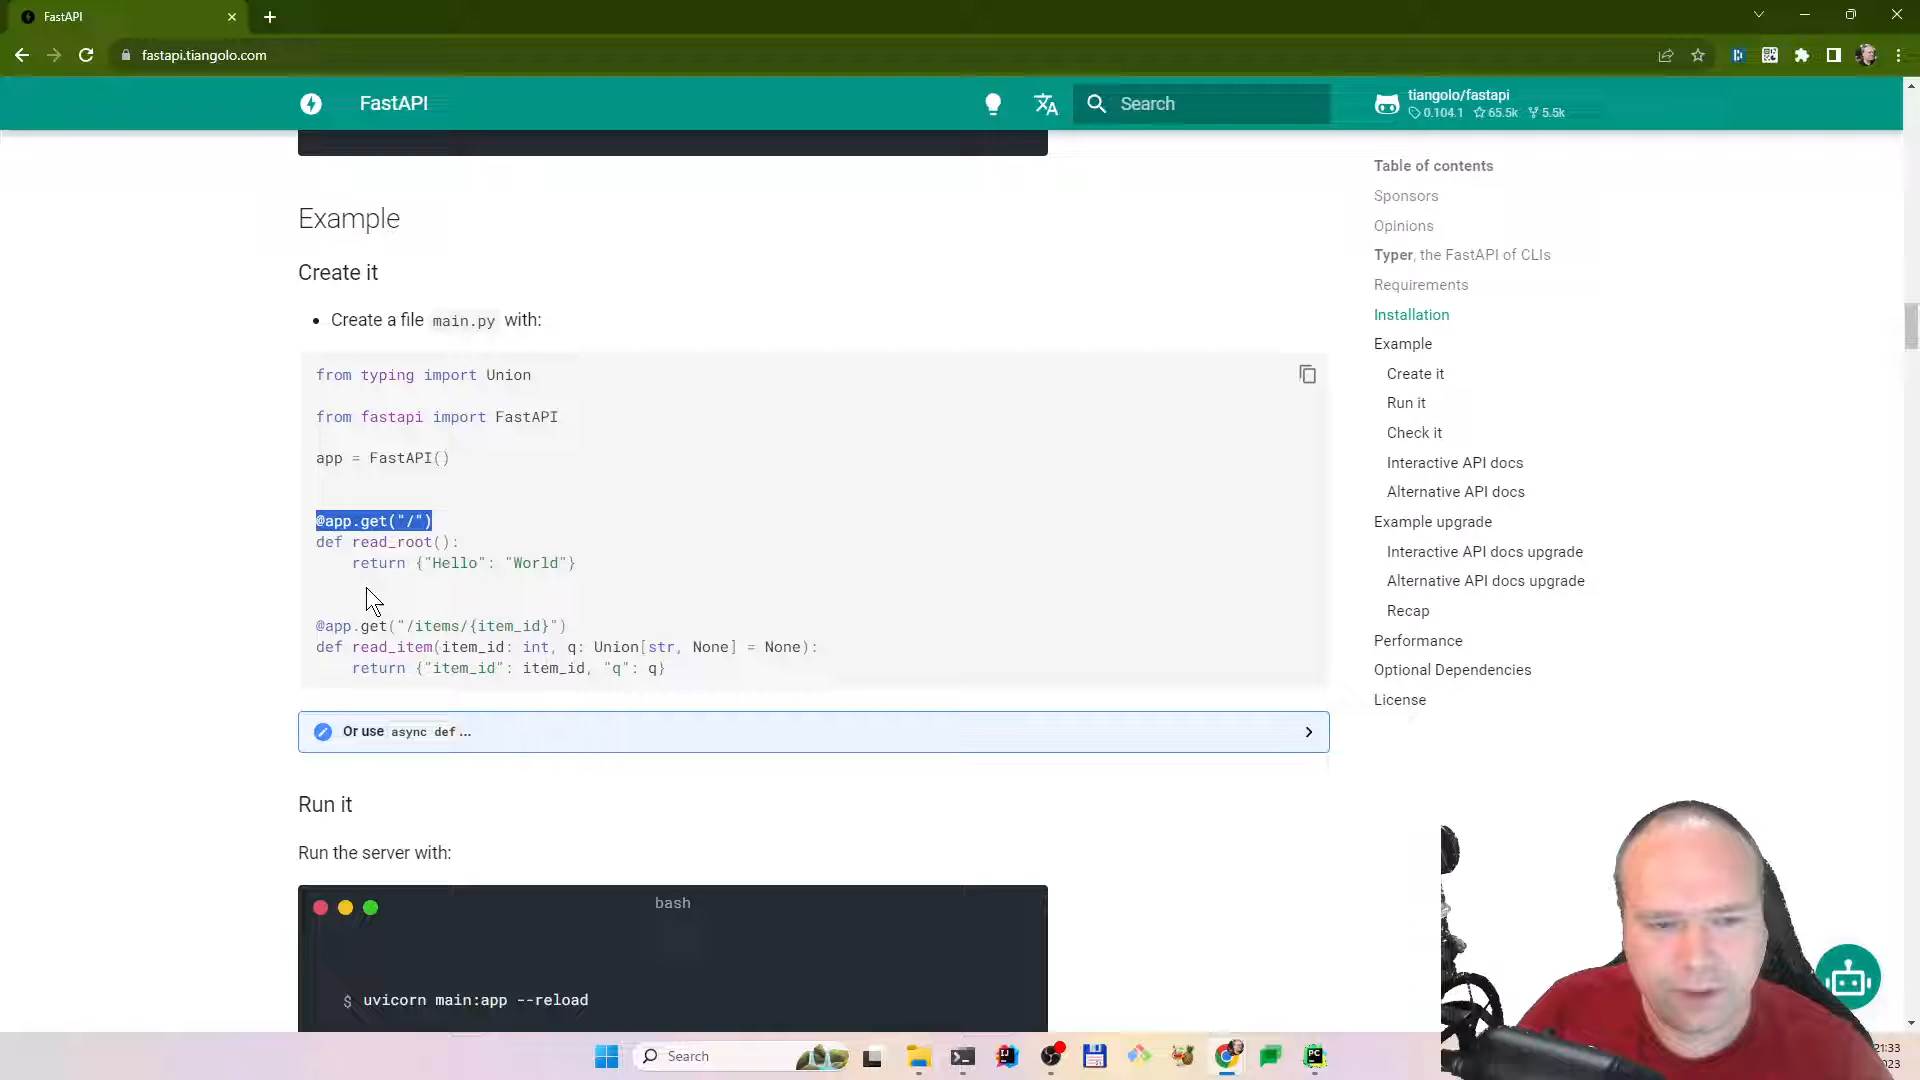 FastAPI
fastapi.tiangolo.com
FastAPI
Search
tiangolo/fastapi
0.104.1 65.5k 5.5k
Example
Create it
Create a file main.py with:
from typing import Union
from fastapi import FastAPI
app = FastAPI()
@app.get("/")
def read_root():
return {"Hello": "World"}
@app.get("/items/{item_id}")
def read_item(item_id: int, q: Union[str, None] = None):
return {"item_id": item_id, "q": q}
Or use async def ...
Run it
Run the server with:
bash
$ uvicorn main:app --reload
Table of contents
Sponsors
Opinions
Typer, the FastAPI of CLIs
Requirements
Installation
Example
Create it
Run it
Check it
Interactive API docs
Alternative API docs
Example upgrade
Interactive API docs upgrade
Alternative API docs upgrade
Recap
Performance
Optional Dependencies
License
Search
IJ
PC
21:33